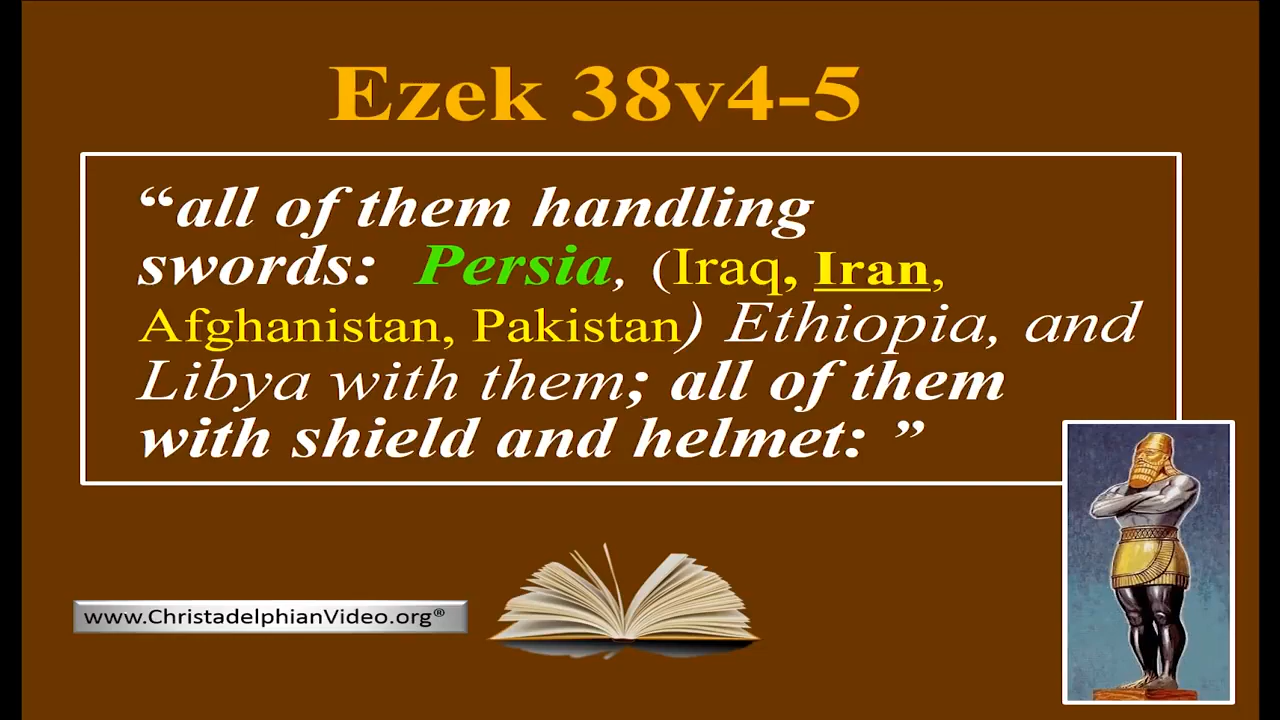 Ezek 38v4-5
“all of them handling
swords: Persia, (Iraq, Iran,
Afghanistan, Pakistan) Ethiopia, and
Libya with them; all of them
with shield and helmet: ”
www.ChristadelphianVideo.org®